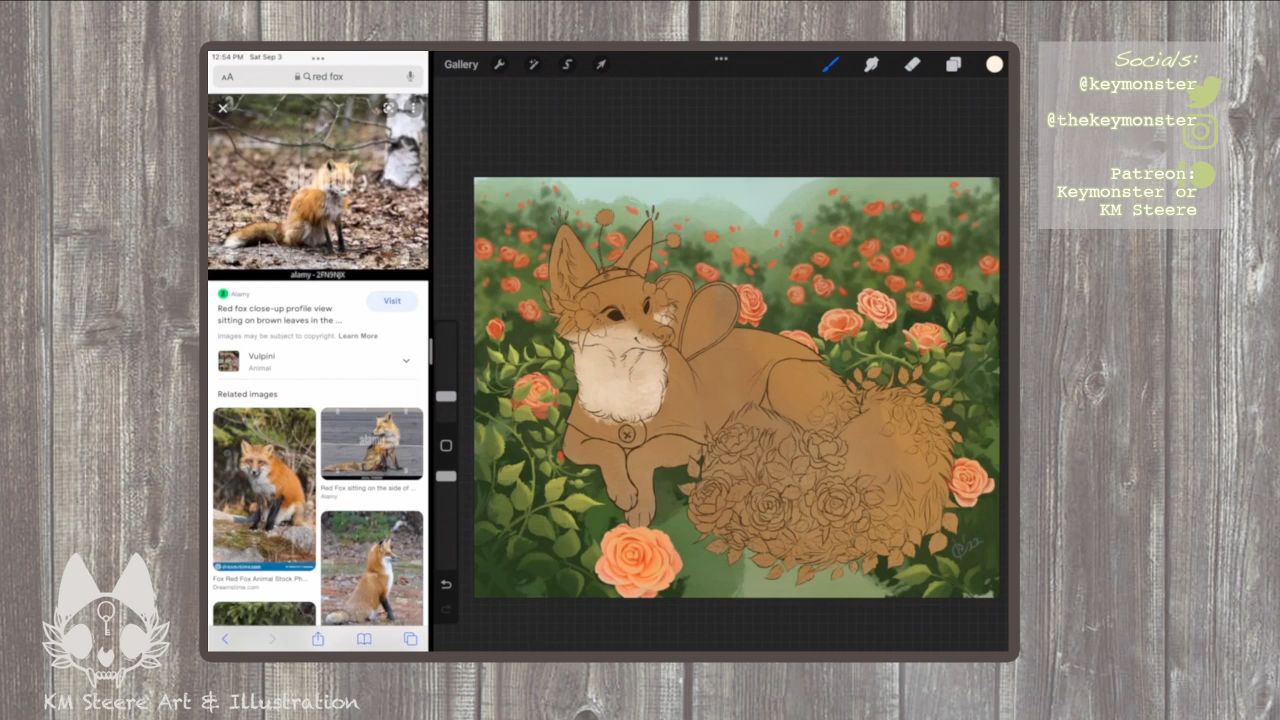 12:54 PM Sat Sep 3
AA
red fox
alamy
alamy - 2FN9NJX
Alamy
Visit
Red fox close-up profile view
sitting on brown leaves in the ...
Images may be subject to copyright. Learn More
Vulpini
Animal
Related images
alamy
Fox Red Fox Animal Stock Ph...
Dreamstime.com
Red Fox sitting on the side of ...
Alamy
Gallery
Socials:
@keymonster
@thekeymonster
Patreon:
Keymonster or
KM Steere
KM Steere Art & Illustration